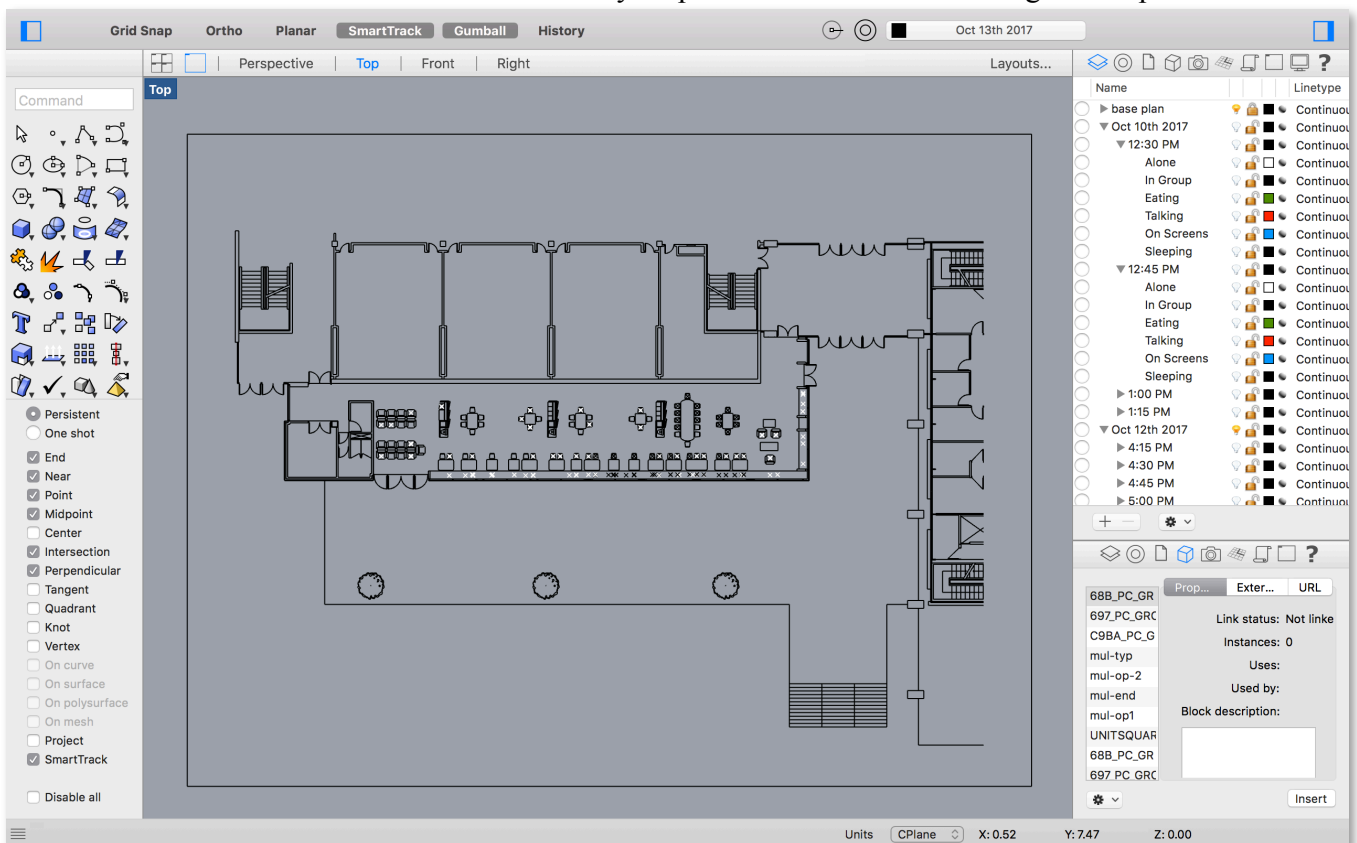 Grid Snap Ortho Planar SmartTrack Gumball History Oct 13th 2017
Perspective Top Front Right Layouts...
Top
Command
Persistent
One shot
End
Near
Point
Midpoint
Center
Intersection
Perpendicular
Tangent
Quadrant
Knot
Vertex
On curve
On surface
On polysurface
On mesh
Project
SmartTrack
Disable all
Name Linetype
base plan Continuou
Oct 10th 2017 Continuou
12:30 PM Continuou
Alone Continuou
In Group Continuou
Eating Continuou
Talking Continuou
On Screens Continuou
Sleeping Continuou
12:45 PM Continuou
Alone Continuou
In Group Continuou
Eating Continuou
Talking Continuou
On Screens Continuou
Sleeping Continuou
1:00 PM Continuou
1:15 PM Continuou
Oct 12th 2017 Continuou
4:15 PM Continuou
4:30 PM Continuou
4:45 PM Continuou
5:00 PM Continuou
68B_PC_GR
697_PC_GRC
C9BA_PC_G
mul-typ
mul-op-2
mul-end
mul-op1
UNITSQUAR
68B_PC_GR
697 PC GRC
Prop... Exter... URL
Link status: Not linke
Instances: 0
Uses:
Used by:
Block description:
Insert
Units CPlane X: 0.52 Y: 7.47 Z: 0.00